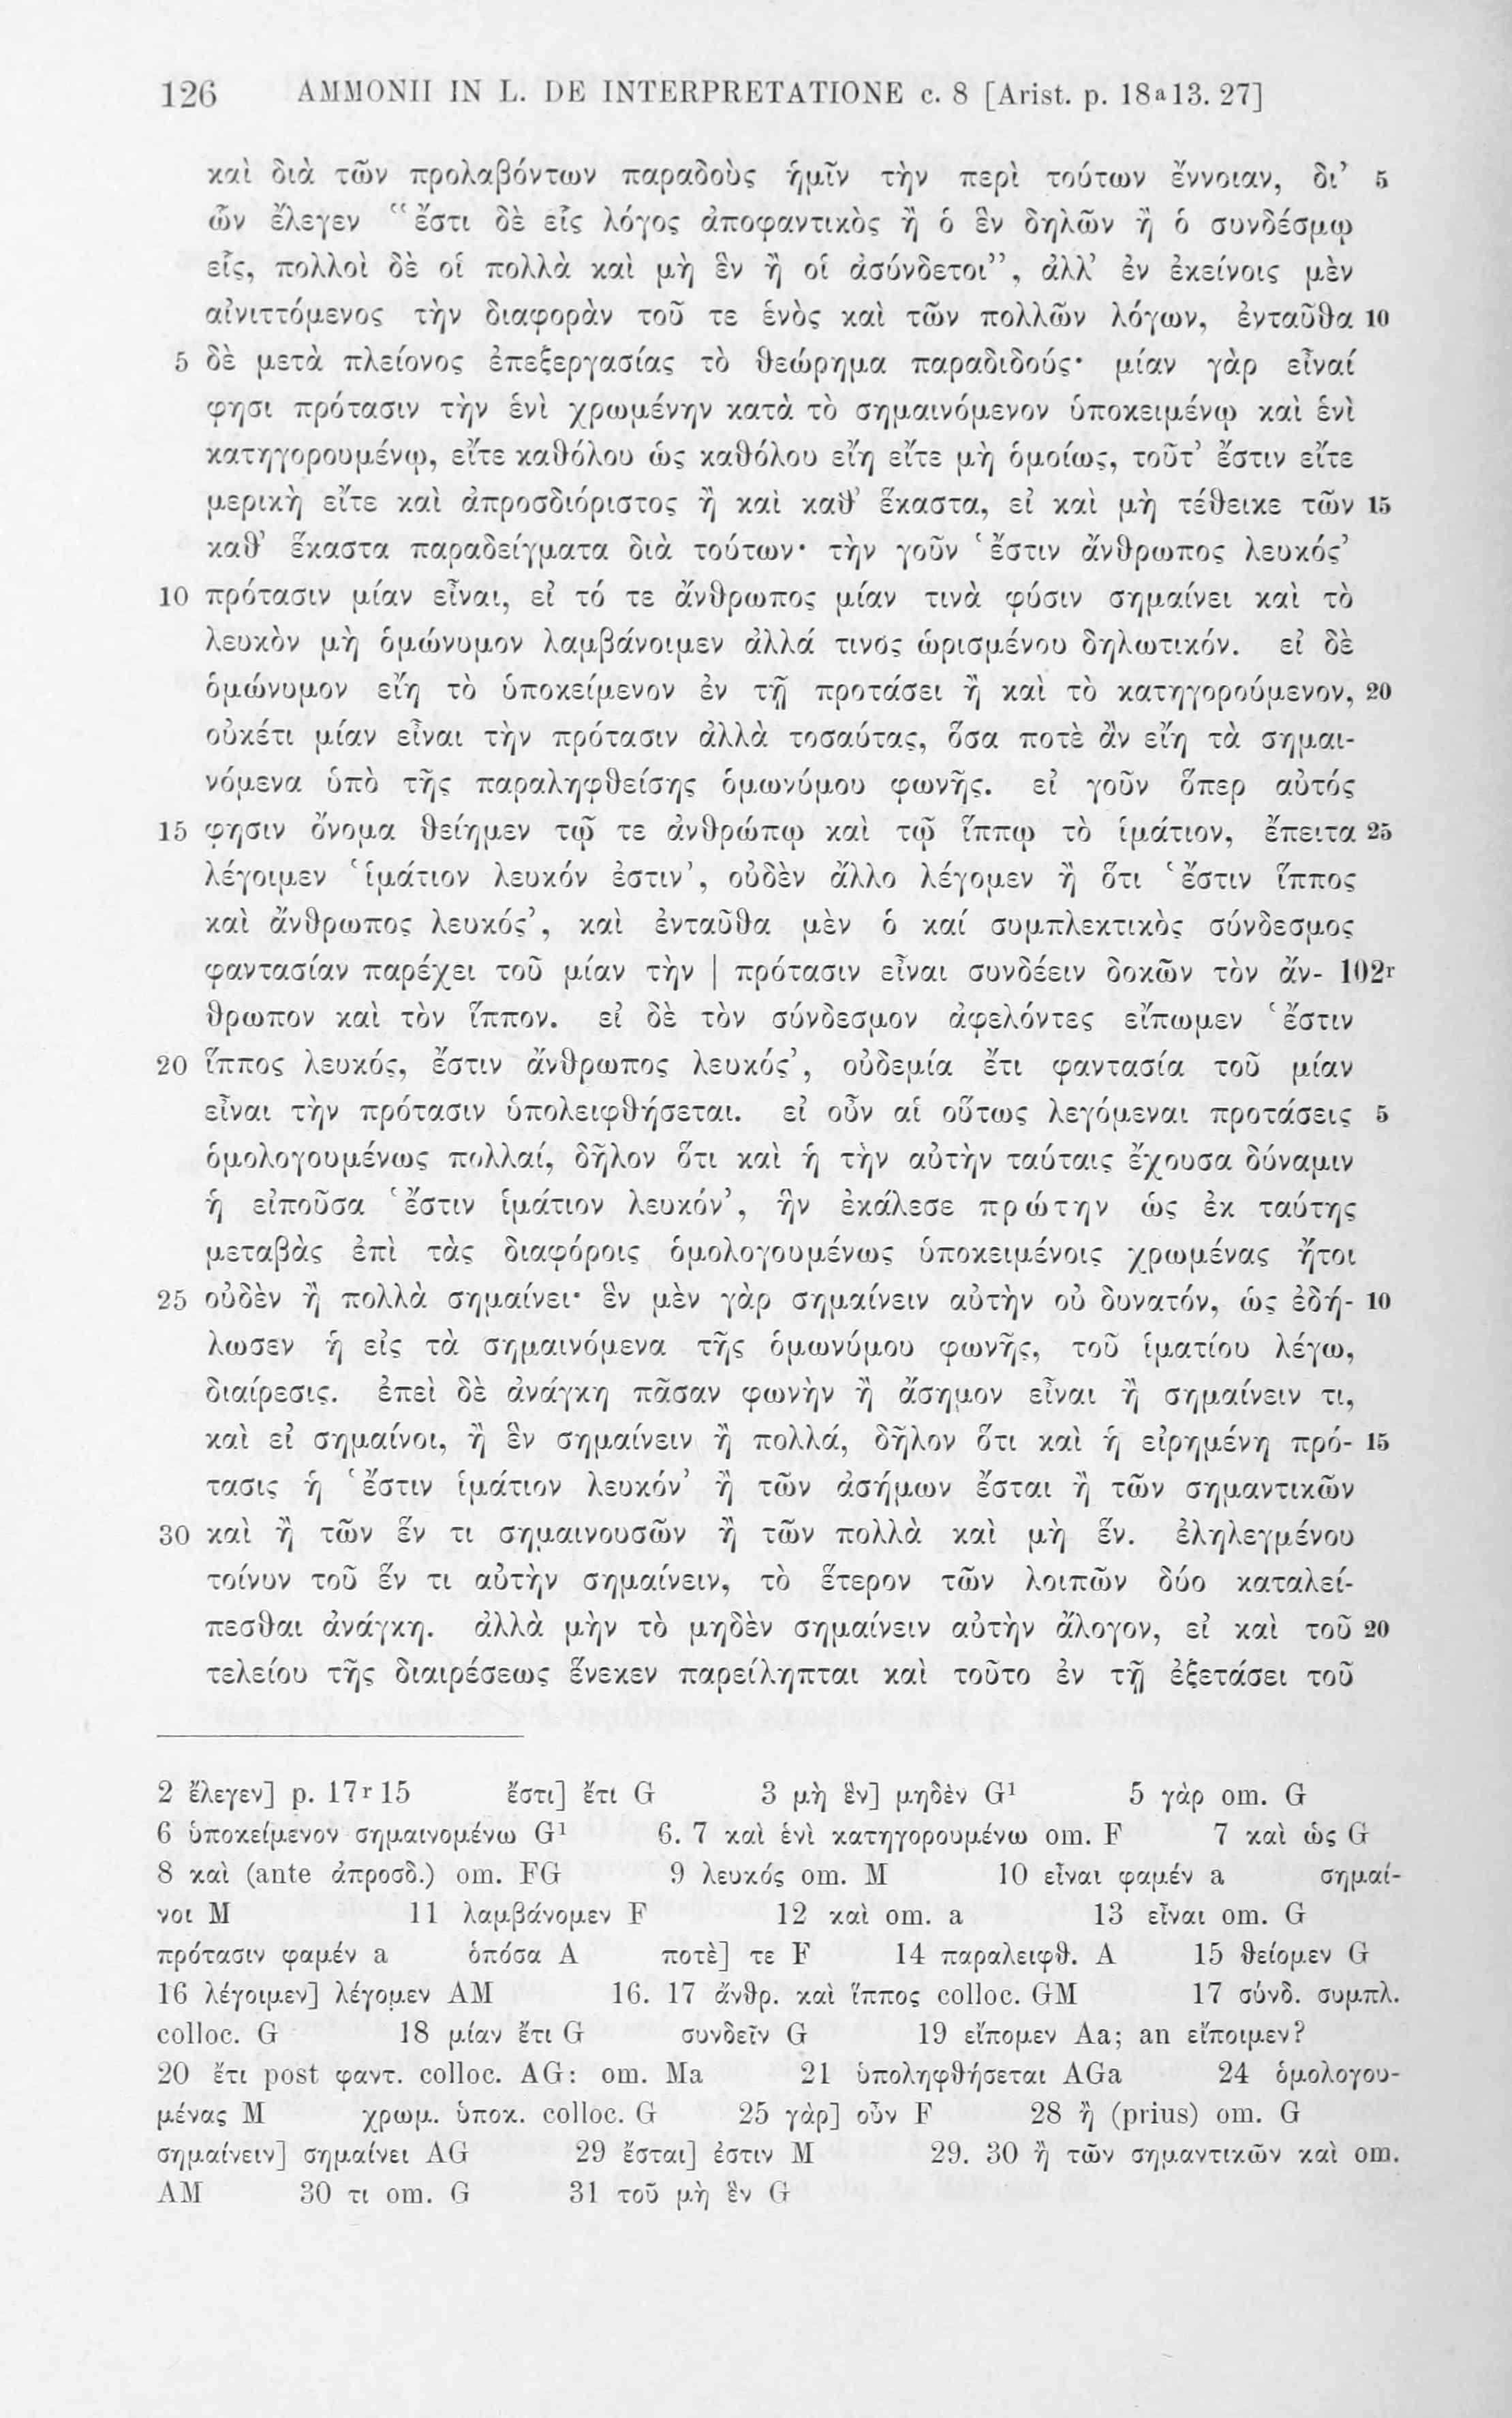 126 AMMONII IN L. DE INTERPRETATIONE c. 8 [Arist. p. 18ª13. 27]
καὶ διὰ τῶν προλαβόντων παραδοὺς ἡμῖν τὴν περὶ τούτων ἔννοιαν, δι’ 5
ὧν ἔλεγεν “ἔστι δὲ εἷς λόγος ἀποφαντικὸς ἢ ὁ ἓν δηλῶν ἢ ὁ συνδέσμῳ
εἷς, πολλοὶ δὲ οἱ πολλὰ καὶ μὴ ἓν ἢ οἱ ἀσύνδετοι”, ἀλλ’ ἐν ἐκείνοις μὲν
αἰνιττόμενος τὴν διαφορὰν τοῦ τε ἑνὸς καὶ τῶν πολλῶν λόγων, ἐνταῦθα 10
5 δὲ μετὰ πλείονος ἐπεξεργασίας τὸ θεώρημα παραδιδούς· μίαν γὰρ εἶναί
φησι πρότασιν τὴν ἑνὶ χρωμένην κατὰ τὸ σημαινόμενον ὑποκειμένῳ καὶ ἑνὶ
κατηγορουμένῳ, εἴτε καθόλου ὡς καθόλου εἴη εἴτε μὴ ὁμοίως, τοῦτ’ ἔστιν εἴτε
μερικὴ εἴτε καὶ ἀπροσδιόριστος ἢ καὶ καθ’ ἕκαστα, εἰ καὶ μὴ τέθεικε τῶν 15
καθ’ ἕκαστα παραδείγματα διὰ τούτων· τὴν γοῦν ‘ἔστιν ἄνθρωπος λευκός’
10 πρότασιν μίαν εἶναι, εἰ τό τε ἄνθρωπος μίαν τινὰ φύσιν σημαίνει καὶ τὸ
λευκὸν μὴ ὁμώνυμον λαμβάνοιμεν ἀλλά τινος ὡρισμένου δηλωτικόν. εἰ δὲ
ὁμώνυμον εἴη τὸ ὑποκείμενον ἐν τῇ προτάσει ἢ καὶ τὸ κατηγορούμενον, 20
οὐκέτι μίαν εἶναι τὴν πρότασιν ἀλλὰ τοσαύτας, ὅσα ποτὲ ἂν εἴη τὰ σημαι-
νόμενα ὑπὸ τῆς παραληφθείσης ὁμωνύμου φωνῆς. εἰ γοῦν ὅπερ αὐτός
15 φησιν ὄνομα θείημεν τῷ τε ἀνθρώπῳ καὶ τῷ ἵππῳ τὸ ἱμάτιον, ἔπειτα 25
λέγοιμεν ‘ἱμάτιον λευκόν ἐστιν’, οὐδὲν ἄλλο λέγομεν ἢ ὅτι ‘ἔστιν ἵππος
καὶ ἄνθρωπος λευκός’, καὶ ἐνταῦθα μὲν ὁ καί συμπλεκτικὸς σύνδεσμος
φαντασίαν παρέχει τοῦ μίαν τὴν | πρότασιν εἶναι συνδέειν δοκῶν τὸν ἄν- 102r
θρωπον καὶ τὸν ἵππον. εἰ δὲ τὸν σύνδεσμον ἀφελόντες εἴπωμεν ‘ἔστιν
20 ἵππος λευκός, ἔστιν ἄνθρωπος λευκός’, οὐδεμία ἔτι φαντασία τοῦ μίαν
εἶναι τὴν πρότασιν ὑπολειφθήσεται. εἰ οὖν αἱ οὕτως λεγόμεναι προτάσεις 5
ὁμολογουμένως πολλαί, δῆλον ὅτι καὶ ἡ τὴν αὐτὴν ταύταις ἔχουσα δύναμιν
ἡ εἰποῦσα ‘ἔστιν ἱμάτιον λευκόν’, ἣν ἐκάλεσε πρώτην ὡς ἐκ ταύτης
μεταβὰς ἐπὶ τὰς διαφόροις ὁμολογουμένως ὑποκειμένοις χρωμένας ἤτοι
25 οὐδὲν ἢ πολλὰ σημαίνει· ἓν μὲν γὰρ σημαίνειν αὐτὴν οὐ δυνατόν, ὡς ἐδή- 10
λωσεν ἡ εἰς τὰ σημαινόμενα τῆς ὁμωνύμου φωνῆς, τοῦ ἱματίου λέγω,
διαίρεσις. ἐπεὶ δὲ ἀνάγκη πᾶσαν φωνὴν ἢ ἄσημον εἶναι ἢ σημαίνειν τι,
καὶ εἰ σημαίνοι, ἢ ἓν σημαίνειν ἢ πολλά, δῆλον ὅτι καὶ ἡ εἰρημένη πρό- 15
τασις ἡ ‘ἔστιν ἱμάτιον λευκόν’ ἢ τῶν ἀσήμων ἔσται ἢ τῶν σημαντικῶν
30 καὶ ἢ τῶν ἕν τι σημαινουσῶν ἢ τῶν πολλὰ καὶ μὴ ἕν. ἐληλεγμένου
τοίνυν τοῦ ἕν τι αὐτὴν σημαίνειν, τὸ ἕτερον τῶν λοιπῶν δύο καταλεί-
πεσθαι ἀνάγκη. ἀλλὰ μὴν τὸ μηδὲν σημαίνειν αὐτὴν ἄλογον, εἰ καὶ τοῦ 20
τελείου τῆς διαιρέσεως ἕνεκεν παρείληπται καὶ τοῦτο ἐν τῇ ἐξετάσει τοῦ
2 ἔλεγεν] p. 17r15 ἔστι] ἔτι G 3 μὴ ἓν] μηδὲν G¹ 5 γὰρ om. G
6 ὑποκείμενον σημαινομένω G¹ 6. 7 καὶ ἑνὶ κατηγορουμένω om. F 7 καὶ ὡς G
8 καὶ (ante ἀπροσδ.) om. FG 9 λευκός om. M 10 εἶναι φαμέν a σημαί-
νοι M 11 λαμβάνομεν F 12 καὶ om. a 13 εἶναι om. G
πρότασιν φαμέν a ὁπόσα A ποτὲ] τε F 14 παραλειφθ. A 15 θείομεν G
16 λέγοιμεν] λέγομεν AM 16. 17 ἄνθρ. καὶ ἵππος colloc. GM 17 σύνδ. συμπλ.
colloc. G 18 μίαν ἔτι G συνδεῖν G 19 εἴπομεν Aa; an εἴποιμεν?
20 ἔτι post φαντ. colloc. AG: om. Ma 21 ὑποληφθήσεται AGa 24 ὁμολογου-
μένας M χρωμ. ὑποκ. colloc. G 25 γὰρ] οὖν F 28 ἢ (prius) om. G
σημαίνειν] σημαίνει AG 29 ἔσται] ἐστιν M 29. 30 ἢ τῶν σημαντικῶν καὶ om.
AM 30 τι om. G 31 τοῦ μὴ ἓν G